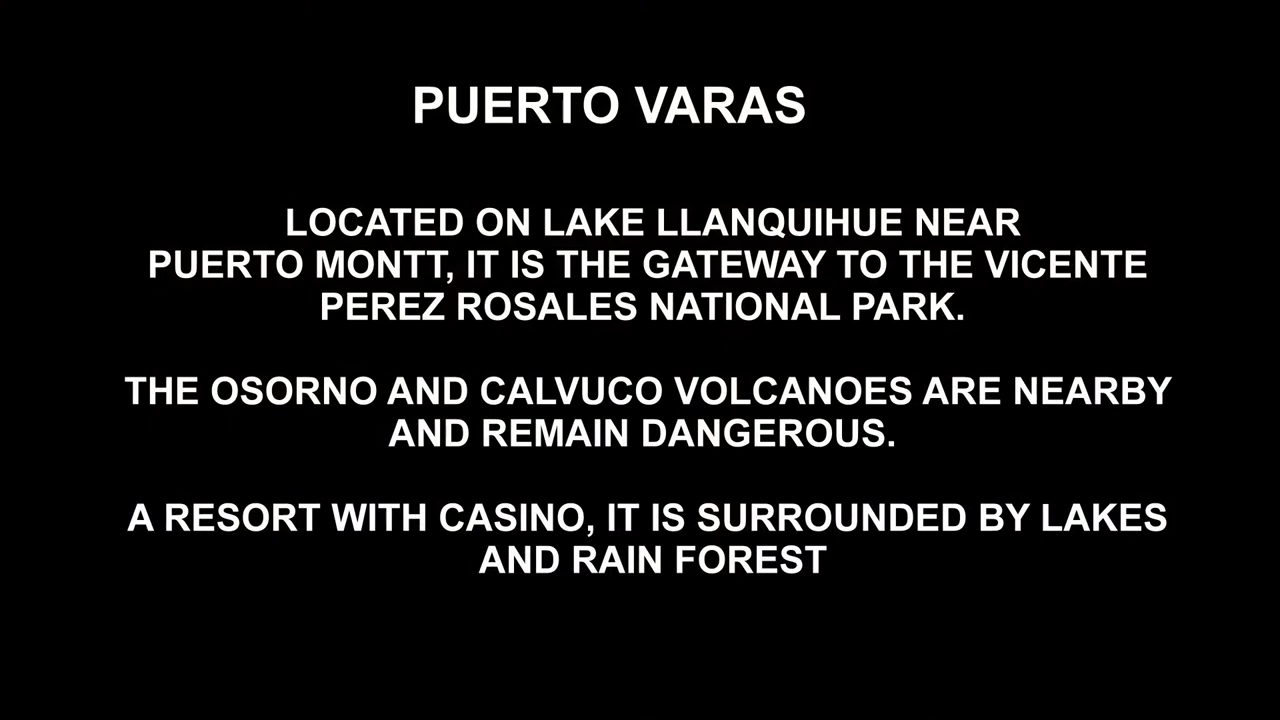 PUERTO VARAS
LOCATED ON LAKE LLANQUIHUE NEAR
PUERTO MONTT, IT IS THE GATEWAY TO THE VICENTE
PEREZ ROSALES NATIONAL PARK.
THE OSORNO AND CALVUCO VOLCANOES ARE NEARBY
AND REMAIN DANGEROUS.
A RESORT WITH CASINO, IT IS SURROUNDED BY LAKES
AND RAIN FOREST